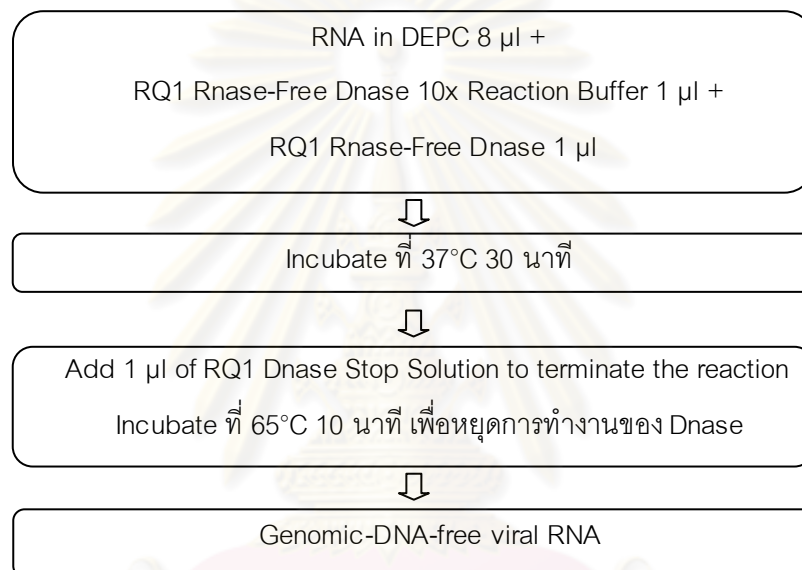 RNA in DEPC 8 µl +
RQ1 Rnase-Free Dnase 10x Reaction Buffer 1 µl +
RQ1 Rnase-Free Dnase 1 µl
Incubate ที่ 37°C 30 นาที
Add 1 µl of RQ1 Dnase Stop Solution to terminate the reaction
Incubate ที่ 65°C 10 นาที เพื่อหยุดการทำงานของ Dnase
Genomic-DNA-free viral RNA